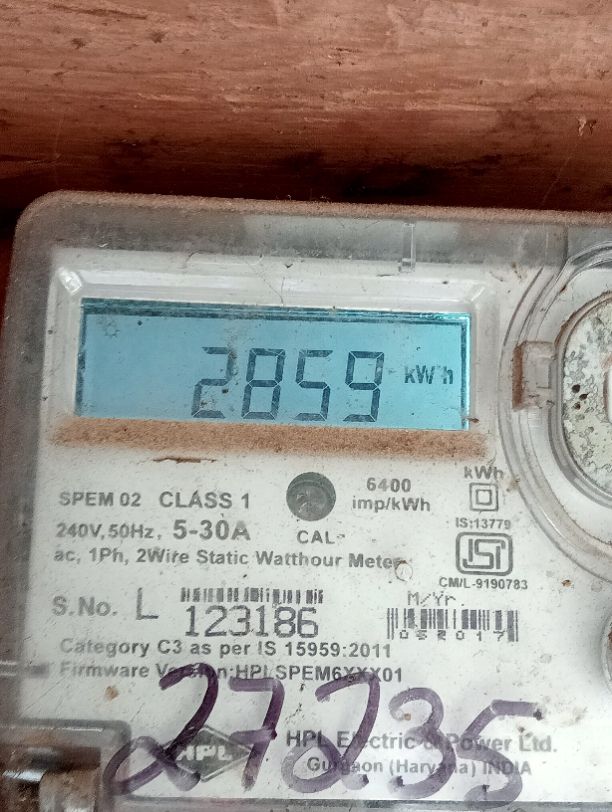 2859 kWh
kWh
SPEM 02 CLASS 1
6400
imp/kWh
240V,50Hz, 5-30A
CAL
IS:13779
ac, 1Ph, 2Wire Static Watthour Meter
ISI
CM/L-9190783
S.No. L 123186
M/Yr
052017
Category C3 as per IS 15959:2011
Firmware Version:HPLSPEM6XXX01
27235
HPL HPL Electric & Power Ltd.
Gurgaon (Haryana) INDIA